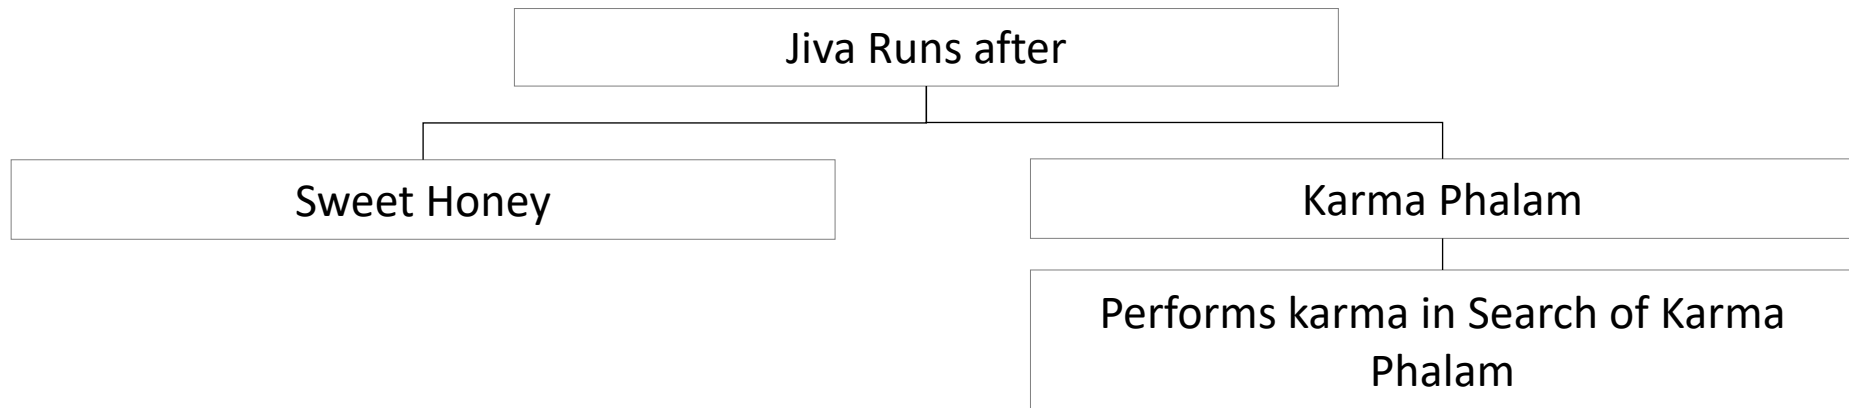 Jiva Runs after
Sweet Honey
Karma Phalam
Performs karma in Search of Karma
Phalam